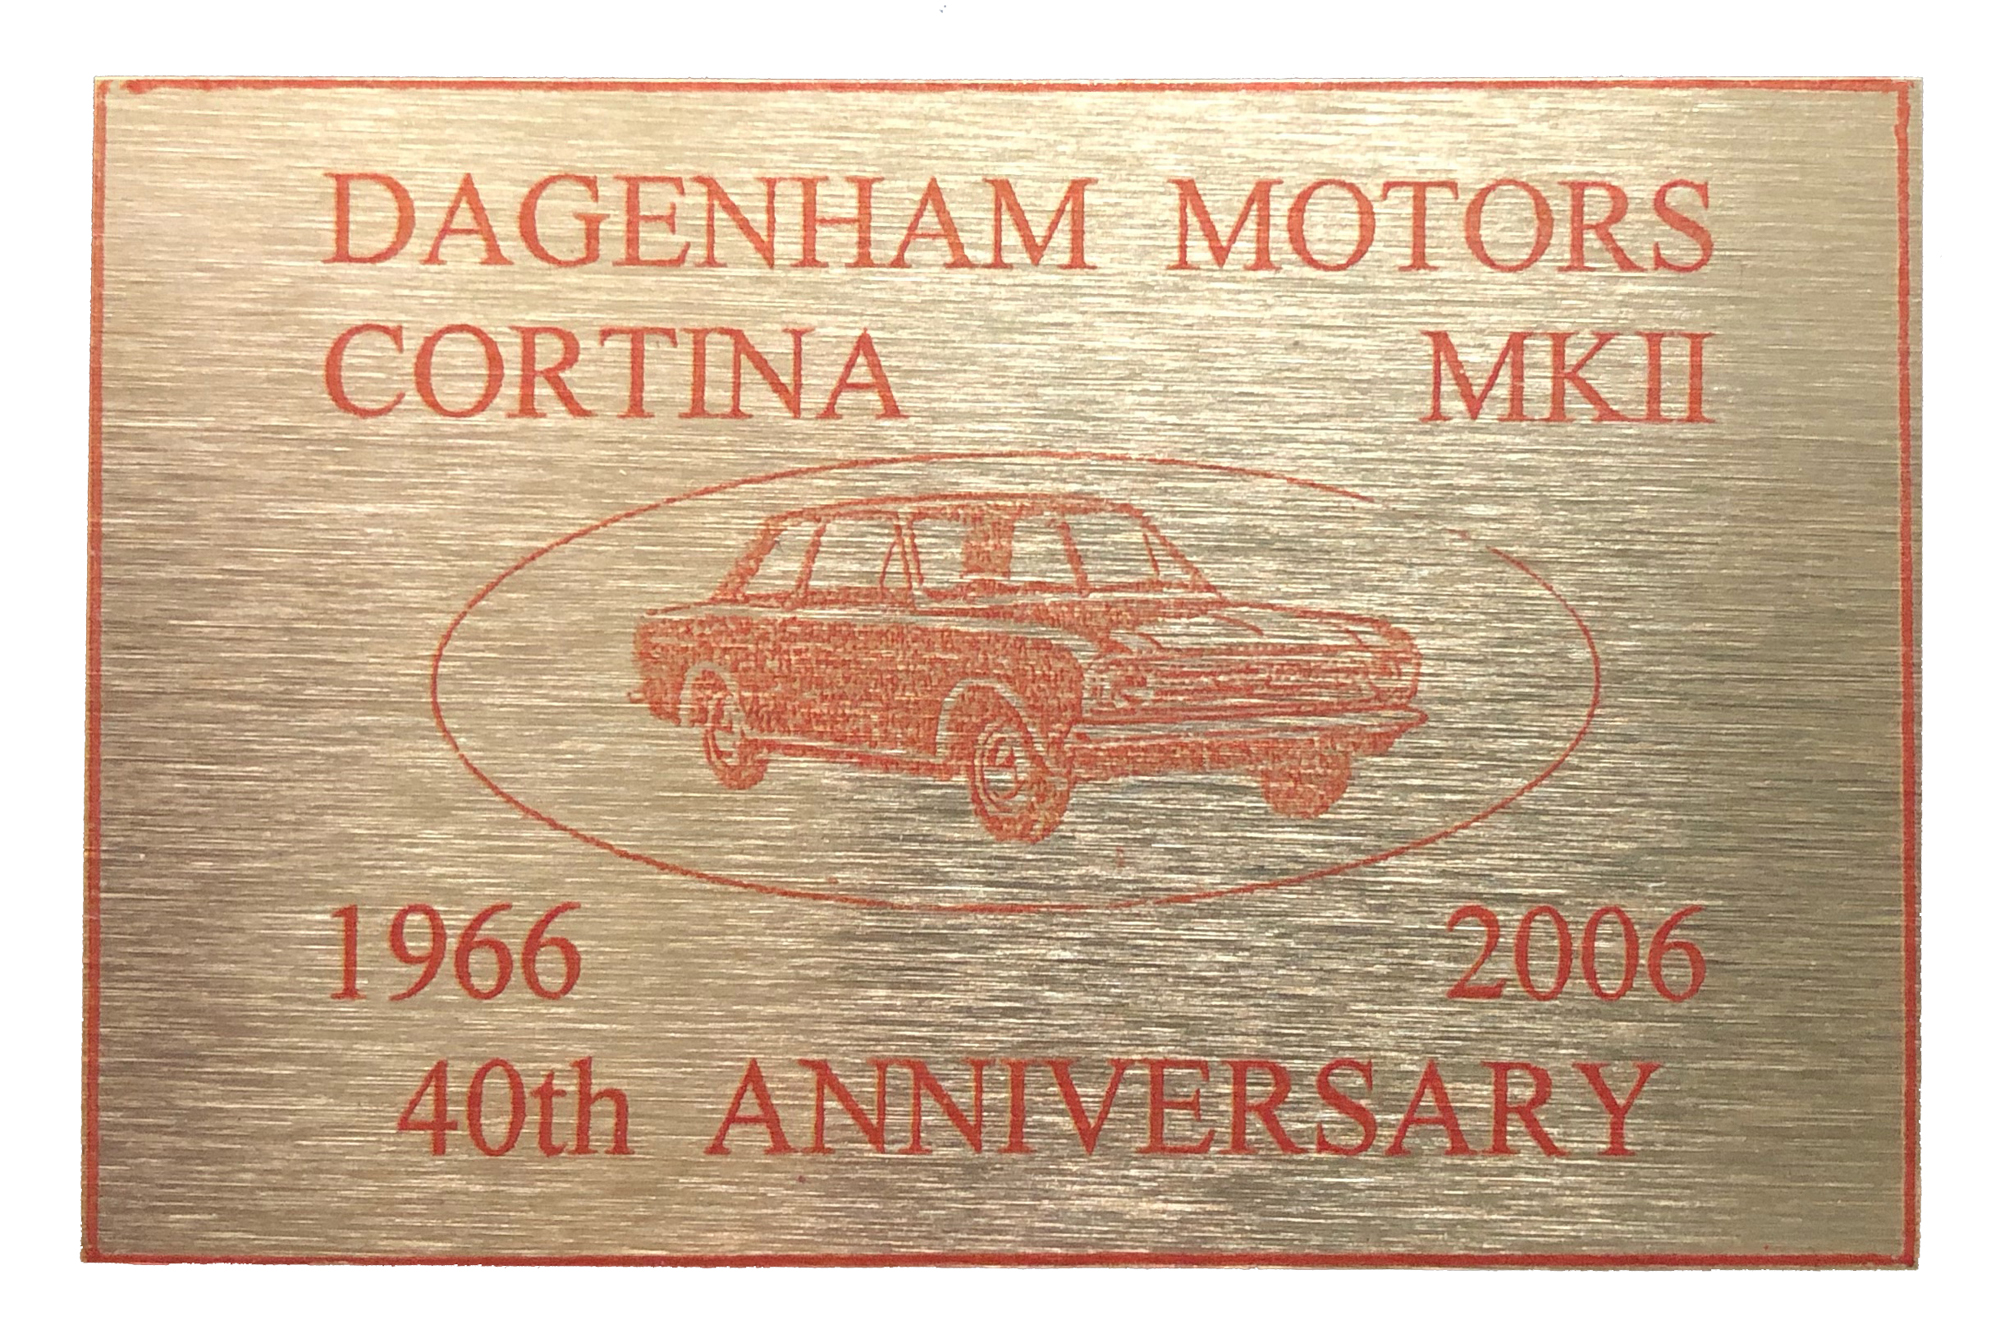 DAGENHAM MOTORS
CORTINA MKII
1966 2006
40th ANNIVERSARY